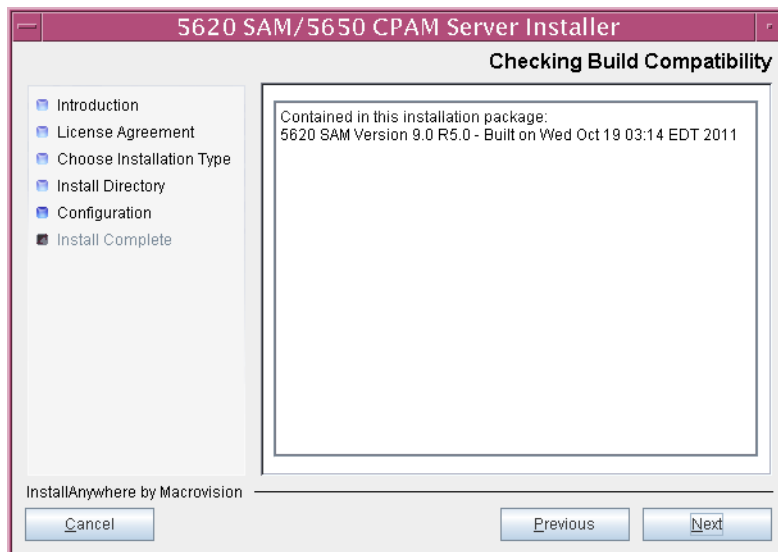 5620 SAM/5650 CPAM Server Installer
Checking Build Compatibility
Introduction
License Agreement
Choose Installation Type
Install Directory
Configuration
Install Complete
Contained in this installation package:
5620 SAM Version 9.0 R5.0 - Built on Wed Oct 19 03:14 EDT 2011
InstallAnywhere by Macrovision
Cancel
Previous
Next